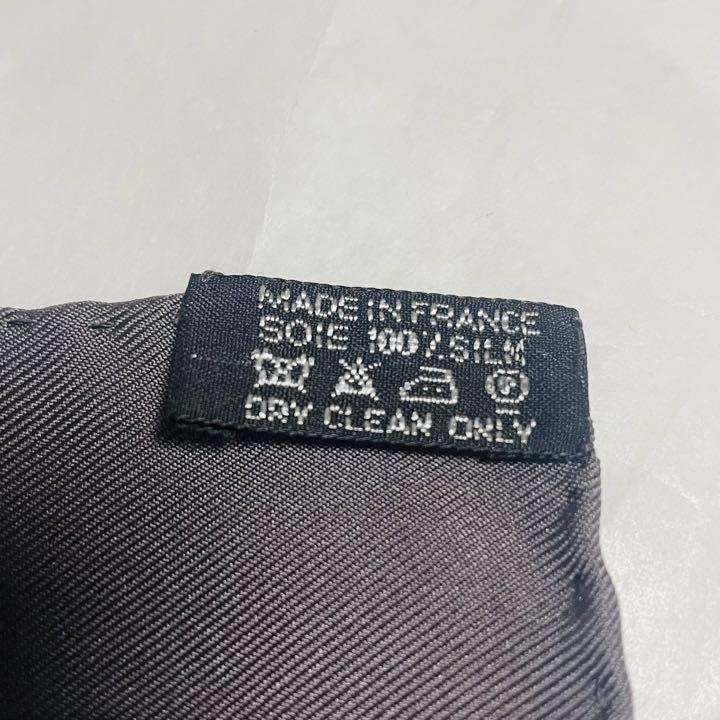 MADE IN FRANCE
SOIE 100% SILK
DRY CLEAN ONLY